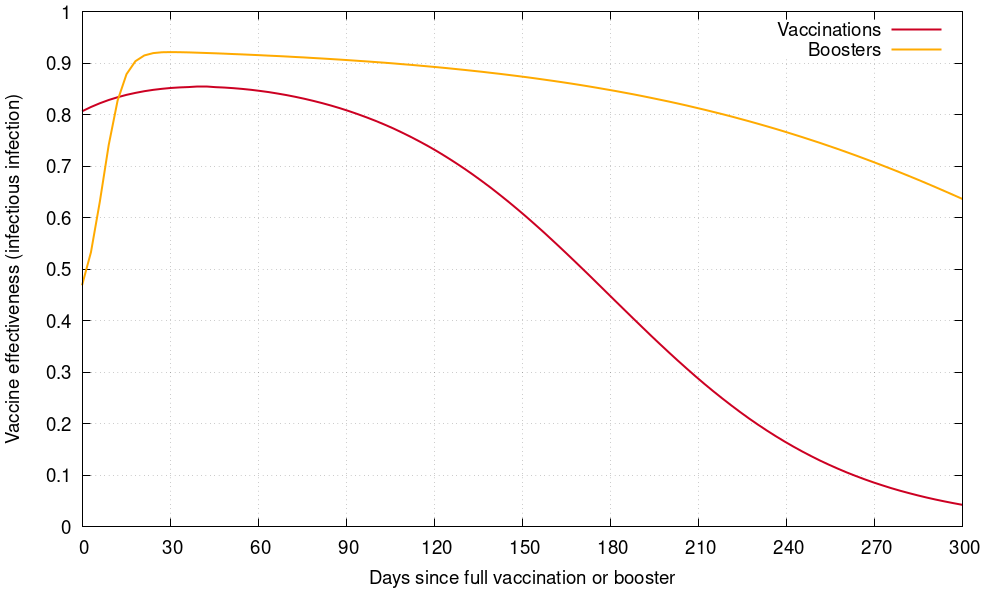 1
0.9
0.8
0.7
0.6
0.5
0.4
0.3
0.2
0.1
0
Vaccine effectiveness (infectious infection)
Vaccinations
Boosters
0 30 60 90 120 150 180 210 240 270 300
Days since full vaccination or booster